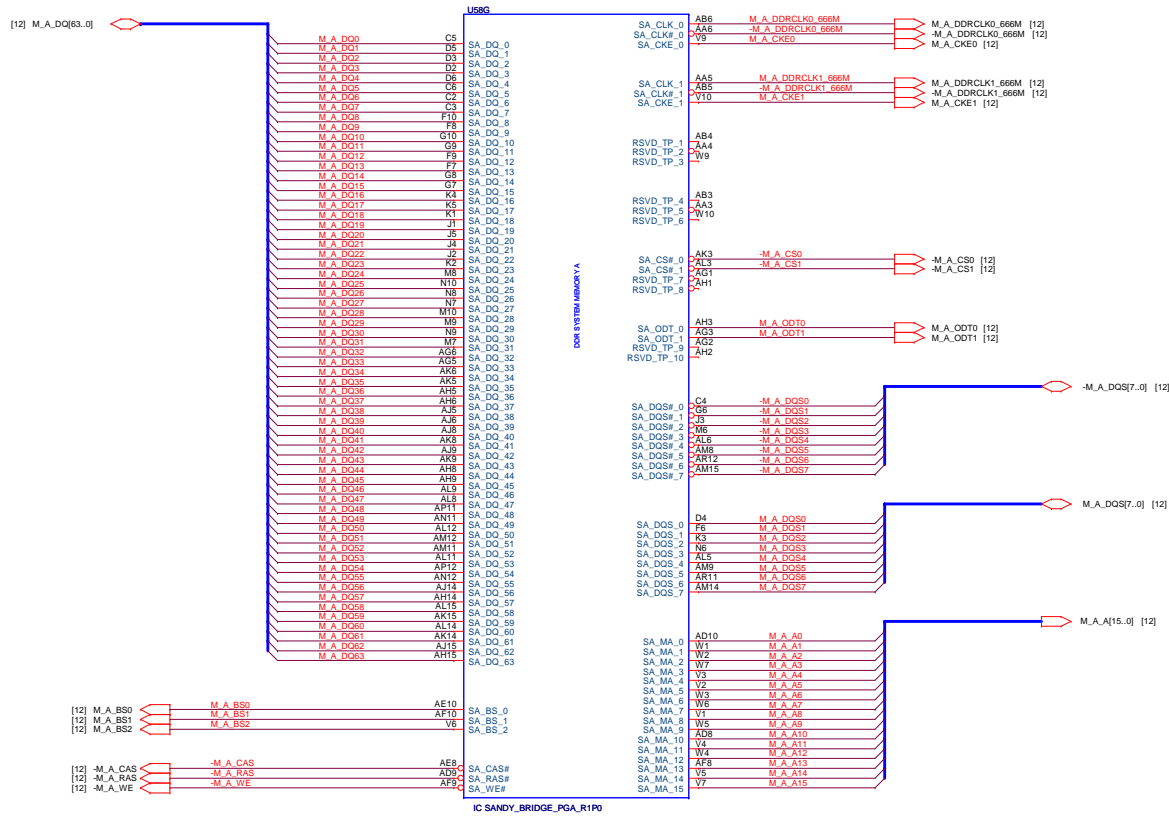 U58G
[12] M_A_DQ[63..0]
M_A_DQ0 C5 SA_DQ_0
M_A_DQ1 D5 SA_DQ_1
M_A_DQ2 D3 SA_DQ_2
M_A_DQ3 D2 SA_DQ_3
M_A_DQ4 D6 SA_DQ_4
M_A_DQ5 C6 SA_DQ_5
M_A_DQ6 C2 SA_DQ_6
M_A_DQ7 C3 SA_DQ_7
M_A_DQ8 F10 SA_DQ_8
M_A_DQ9 F8 SA_DQ_9
M_A_DQ10 G10 SA_DQ_10
M_A_DQ11 G9 SA_DQ_11
M_A_DQ12 F9 SA_DQ_12
M_A_DQ13 F7 SA_DQ_13
M_A_DQ14 G8 SA_DQ_14
M_A_DQ15 G7 SA_DQ_15
M_A_DQ16 K4 SA_DQ_16
M_A_DQ17 K5 SA_DQ_17
M_A_DQ18 K1 SA_DQ_18
M_A_DQ19 J1 SA_DQ_19
M_A_DQ20 J5 SA_DQ_20
M_A_DQ21 J4 SA_DQ_21
M_A_DQ22 J2 SA_DQ_22
M_A_DQ23 K2 SA_DQ_23
M_A_DQ24 M8 SA_DQ_24
M_A_DQ25 N10 SA_DQ_25
M_A_DQ26 N8 SA_DQ_26
M_A_DQ27 N7 SA_DQ_27
M_A_DQ28 M10 SA_DQ_28
M_A_DQ29 M9 SA_DQ_29
M_A_DQ30 N9 SA_DQ_30
M_A_DQ31 M7 SA_DQ_31
M_A_DQ32 AG6 SA_DQ_32
M_A_DQ33 AG5 SA_DQ_33
M_A_DQ34 AK6 SA_DQ_34
M_A_DQ35 AK5 SA_DQ_35
M_A_DQ36 AH5 SA_DQ_36
M_A_DQ37 AH6 SA_DQ_37
M_A_DQ38 AJ5 SA_DQ_38
M_A_DQ39 AJ6 SA_DQ_39
M_A_DQ40 AJ8 SA_DQ_40
M_A_DQ41 AK8 SA_DQ_41
M_A_DQ42 AJ9 SA_DQ_42
M_A_DQ43 AK9 SA_DQ_43
M_A_DQ44 AH8 SA_DQ_44
M_A_DQ45 AH9 SA_DQ_45
M_A_DQ46 AL9 SA_DQ_46
M_A_DQ47 AL8 SA_DQ_47
M_A_DQ48 AP11 SA_DQ_48
M_A_DQ49 AN11 SA_DQ_49
M_A_DQ50 AL12 SA_DQ_50
M_A_DQ51 AM12 SA_DQ_51
M_A_DQ52 AM11 SA_DQ_52
M_A_DQ53 AL11 SA_DQ_53
M_A_DQ54 AP12 SA_DQ_54
M_A_DQ55 AN12 SA_DQ_55
M_A_DQ56 AJ14 SA_DQ_56
M_A_DQ57 AH14 SA_DQ_57
M_A_DQ58 AL15 SA_DQ_58
M_A_DQ59 AK15 SA_DQ_59
M_A_DQ60 AL14 SA_DQ_60
M_A_DQ61 AK14 SA_DQ_61
M_A_DQ62 AJ15 SA_DQ_62
M_A_DQ63 AH15 SA_DQ_63
[12] M_A_BS0 M_A_BS0 AE10 SA_BS_0
[12] M_A_BS1 M_A_BS1 AF10 SA_BS_1
[12] M_A_BS2 M_A_BS2 V6 SA_BS_2
[12] -M_A_CAS -M_A_CAS AE8 SA_CAS#
[12] -M_A_RAS -M_A_RAS AD9 SA_RAS#
[12] -M_A_WE -M_A_WE AF9 SA_WE#
DDR SYSTEM MEMORY A
SA_CLK_0 AB6 M_A_DDRCLK0_666M M_A_DDRCLK0_666M [12]
SA_CLK#_0 AA6 -M_A_DDRCLK0_666M -M_A_DDRCLK0_666M [12]
SA_CKE_0 V9 M_A_CKE0 M_A_CKE0 [12]
SA_CLK_1 AA5 M_A_DDRCLK1_666M M_A_DDRCLK1_666M [12]
SA_CLK#_1 AB5 -M_A_DDRCLK1_666M -M_A_DDRCLK1_666M [12]
SA_CKE_1 V10 M_A_CKE1 M_A_CKE1 [12]
RSVD_TP_1 AB4
RSVD_TP_2 AA4
RSVD_TP_3 W9
RSVD_TP_4 AB3
RSVD_TP_5 AA3
RSVD_TP_6 W10
SA_CS#_0 AK3 -M_A_CS0 -M_A_CS0 [12]
SA_CS#_1 AL3 -M_A_CS1 -M_A_CS1 [12]
RSVD_TP_7 AG1
RSVD_TP_8 AH1
SA_ODT_0 AH3 M_A_ODT0 M_A_ODT0 [12]
SA_ODT_1 AG3 M_A_ODT1 M_A_ODT1 [12]
RSVD_TP_9 AG2
RSVD_TP_10 AH2
-M_A_DQS[7..0] [12]
SA_DQS#_0 C4 -M_A_DQS0
SA_DQS#_1 G6 -M_A_DQS1
SA_DQS#_2 J3 -M_A_DQS2
SA_DQS#_3 M6 -M_A_DQS3
SA_DQS#_4 AL6 -M_A_DQS4
SA_DQS#_5 AM8 -M_A_DQS5
SA_DQS#_6 AR12 -M_A_DQS6
SA_DQS#_7 AM15 -M_A_DQS7
M_A_DQS[7..0] [12]
SA_DQS_0 D4 M_A_DQS0
SA_DQS_1 F6 M_A_DQS1
SA_DQS_2 K3 M_A_DQS2
SA_DQS_3 N6 M_A_DQS3
SA_DQS_4 AL5 M_A_DQS4
SA_DQS_5 AM9 M_A_DQS5
SA_DQS_6 AR11 M_A_DQS6
SA_DQS_7 AM14 M_A_DQS7
M_A_A[15..0] [12]
SA_MA_0 AD10 M_A_A0
SA_MA_1 W1 M_A_A1
SA_MA_2 W2 M_A_A2
SA_MA_3 W7 M_A_A3
SA_MA_4 V3 M_A_A4
SA_MA_5 V2 M_A_A5
SA_MA_6 W3 M_A_A6
SA_MA_7 W6 M_A_A7
SA_MA_8 V1 M_A_A8
SA_MA_9 W5 M_A_A9
SA_MA_10 AD8 M_A_A10
SA_MA_11 V4 M_A_A11
SA_MA_12 W4 M_A_A12
SA_MA_13 AF8 M_A_A13
SA_MA_14 V5 M_A_A14
SA_MA_15 V7 M_A_A15
IC SANDY_BRIDGE_PGA_R1P0